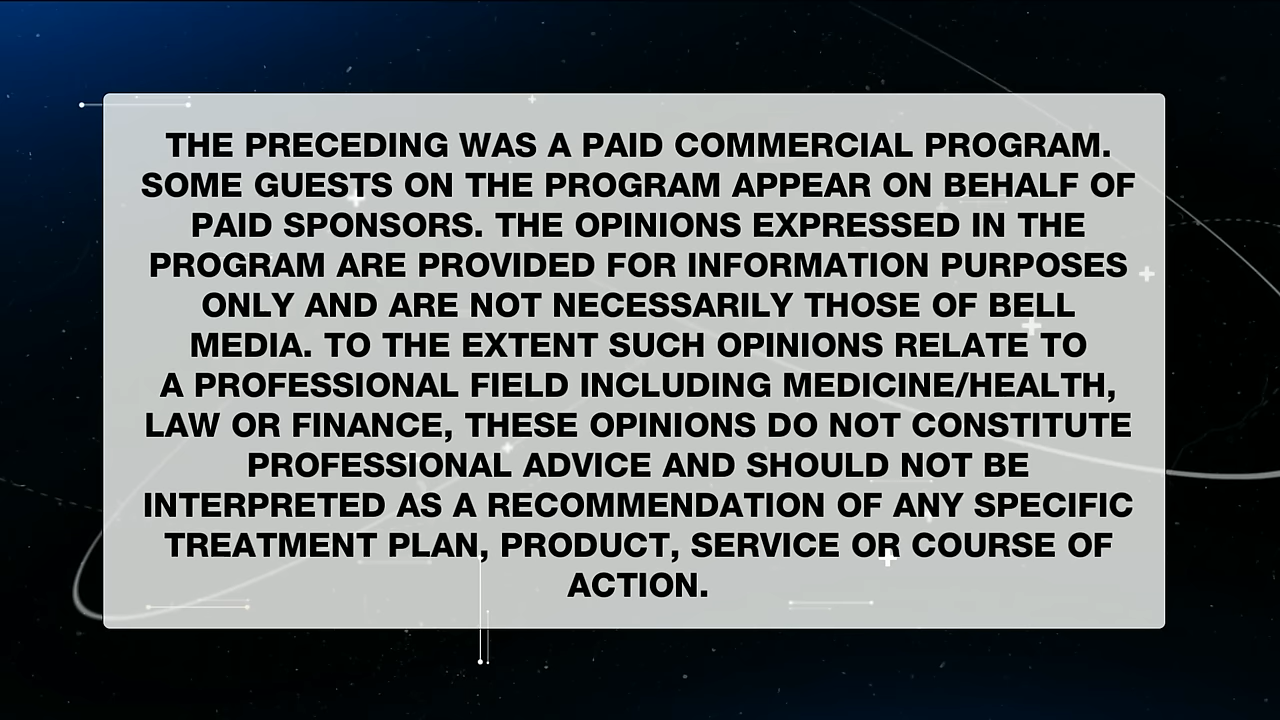 THE PRECEDING WAS A PAID COMMERCIAL PROGRAM.
SOME GUESTS ON THE PROGRAM APPEAR ON BEHALF OF
PAID SPONSORS. THE OPINIONS EXPRESSED IN THE
PROGRAM ARE PROVIDED FOR INFORMATION PURPOSES
ONLY AND ARE NOT NECESSARILY THOSE OF BELL
MEDIA. TO THE EXTENT SUCH OPINIONS RELATE TO
A PROFESSIONAL FIELD INCLUDING MEDICINE/HEALTH,
LAW OR FINANCE, THESE OPINIONS DO NOT CONSTITUTE
PROFESSIONAL ADVICE AND SHOULD NOT BE
INTERPRETED AS A RECOMMENDATION OF ANY SPECIFIC
TREATMENT PLAN, PRODUCT, SERVICE OR COURSE OF
ACTION.